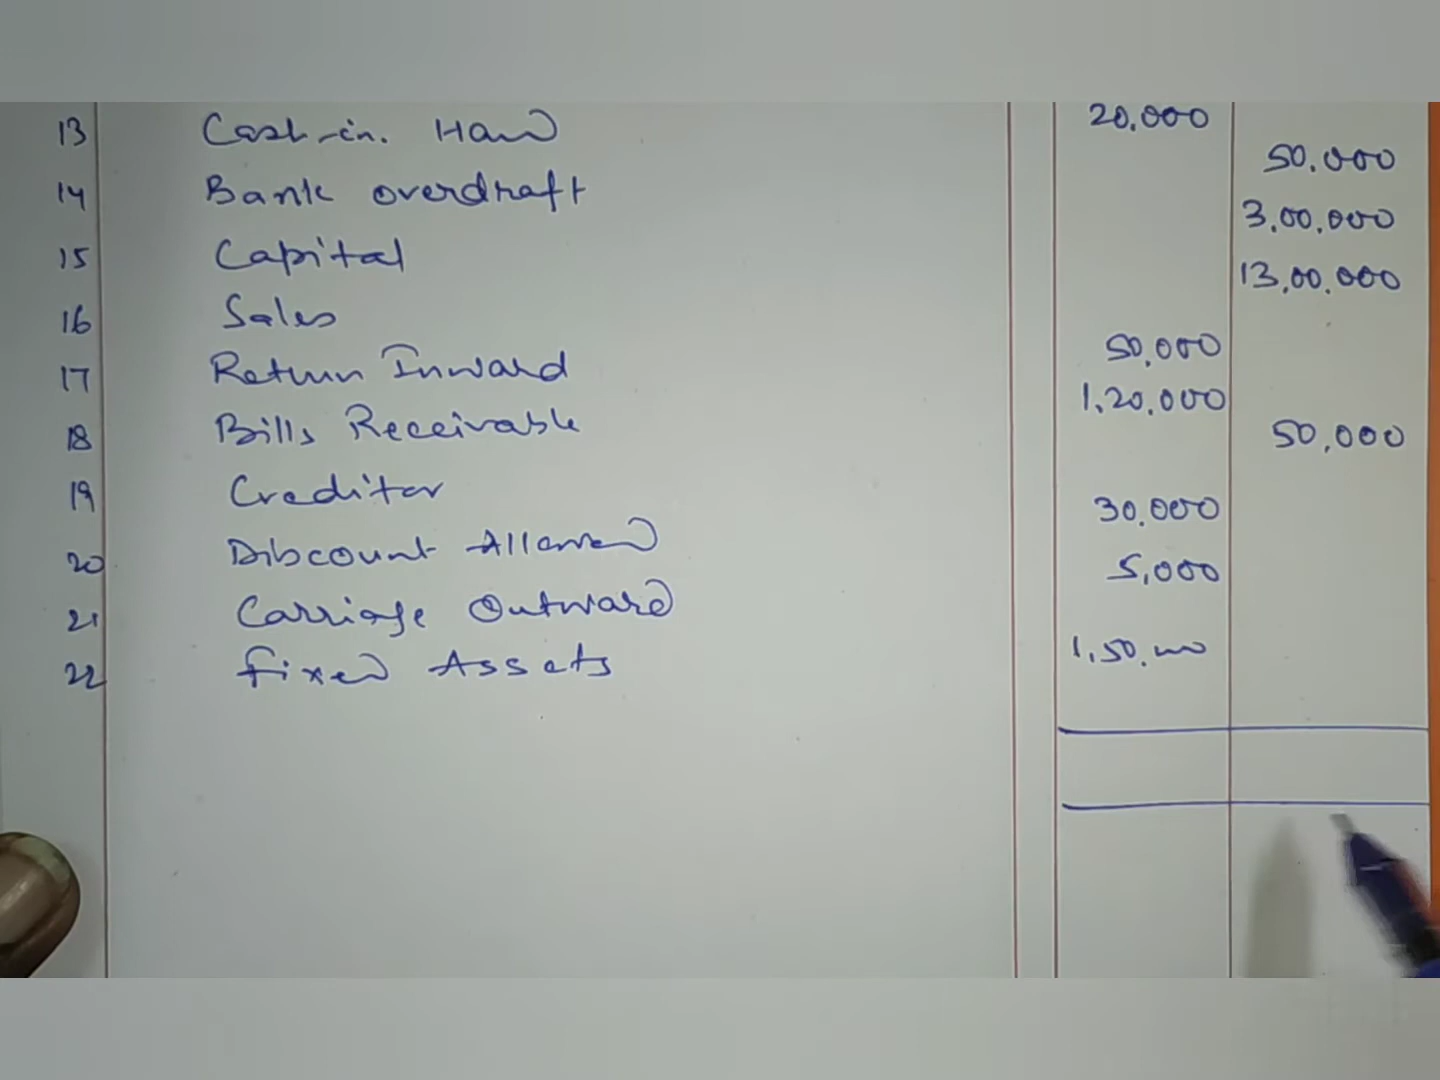 13 Cash-in. Hand 20.000
14 Bank overdraft 50.000
15 Capital 3.00.000
16 Sales 13,00.000
17 Return Inward 50,000
18 Bills Receivable 1,20.000
19 Creditor 50,000
20 Discount Allowed 30.000
21 Carriage Outward 5,000
22 Fixed Assets 1,50.000